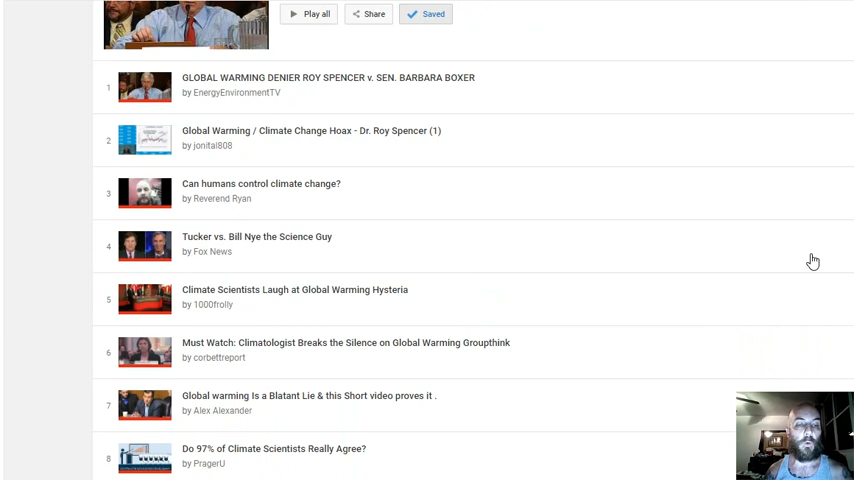 Play all
Share
Saved
1
GLOBAL WARMING DENIER ROY SPENCER v. SEN. BARBARA BOXER
by EnergyEnvironmentTV
2
Global Warming / Climate Change Hoax - Dr. Roy Spencer (1)
by jonital808
3
Can humans control climate change?
by Reverend Ryan
4
Tucker vs. Bill Nye the Science Guy
by Fox News
5
Climate Scientists Laugh at Global Warming Hysteria
by 1000frolly
6
Must Watch: Climatologist Breaks the Silence on Global Warming Groupthink
by corbettreport
7
Global warming Is a Blatant Lie & this Short video proves it .
by Alex Alexander
8
Do 97% of Climate Scientists Really Agree?
by PragerU